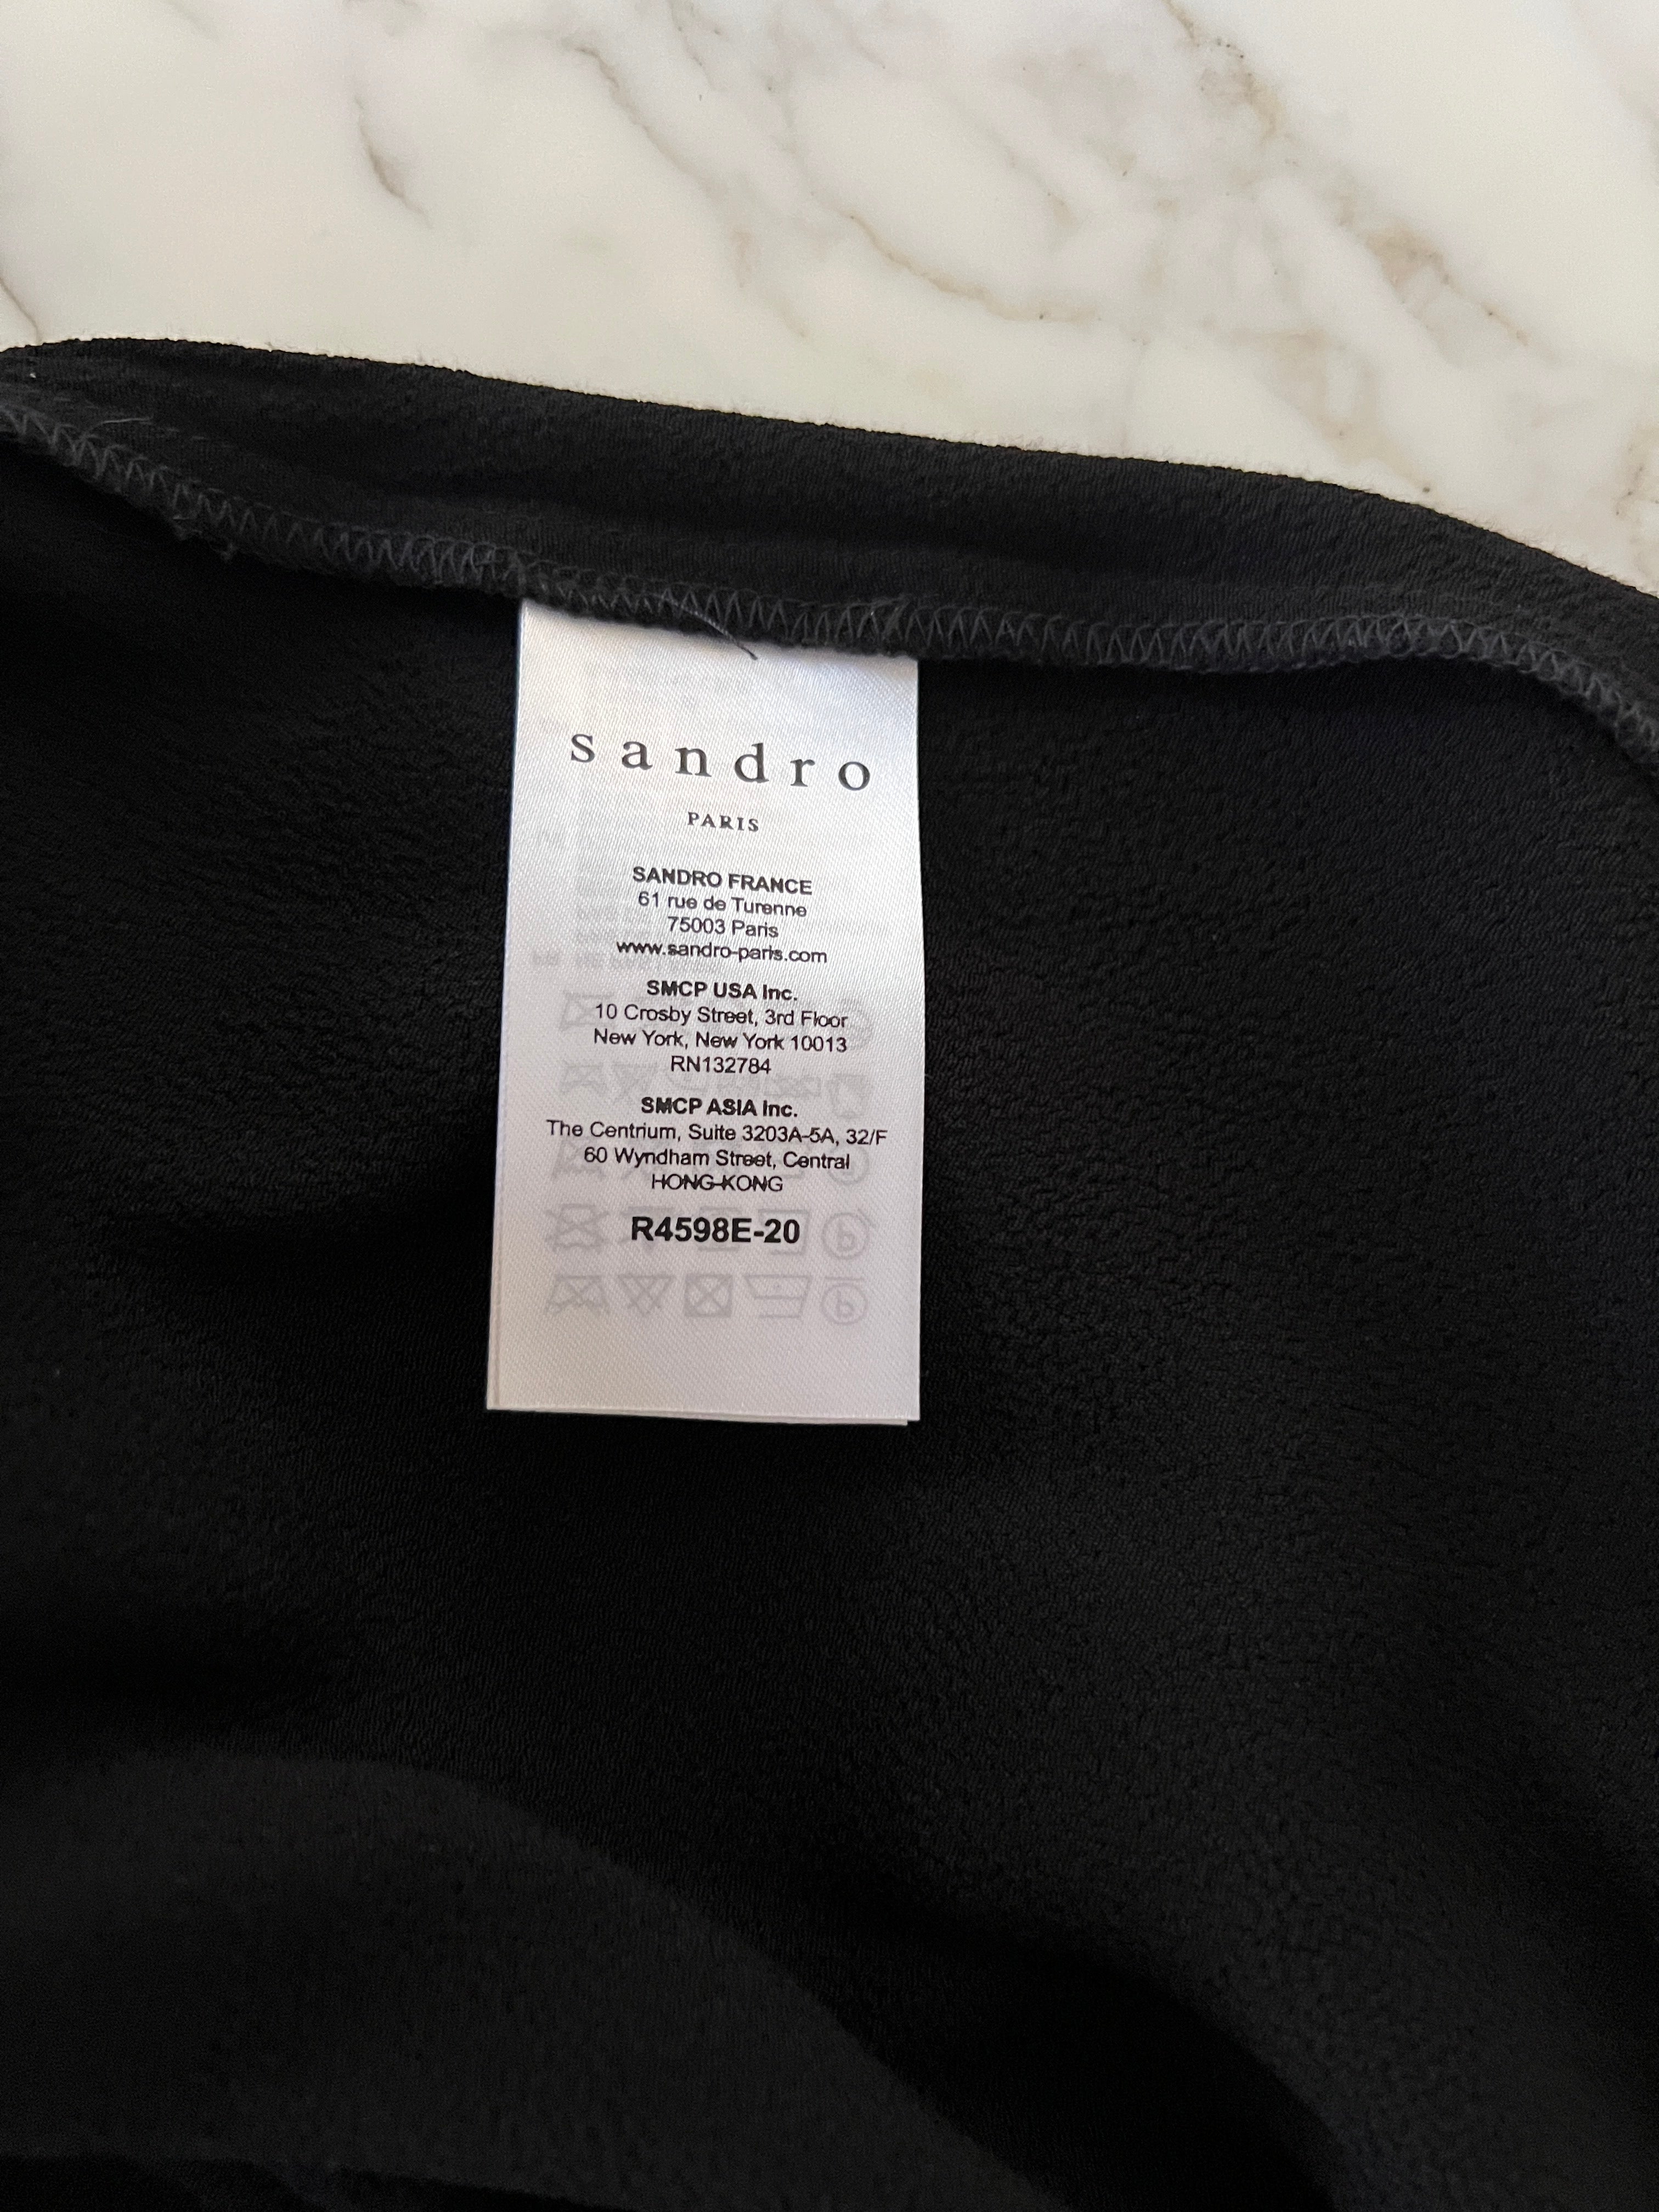 sandro
PARIS
SANDRO FRANCE
61 rue de Turenne
75003 Paris
www.sandro-paris.com
SMCP USA Inc.
10 Crosby Street, 3rd Floor
New York, New York 10013
RN132784
SMCP ASIA Inc.
The Centrium, Suite 3203A-5A, 32/F
60 Wyndham Street, Central
HONG-KONG
R4598E-20